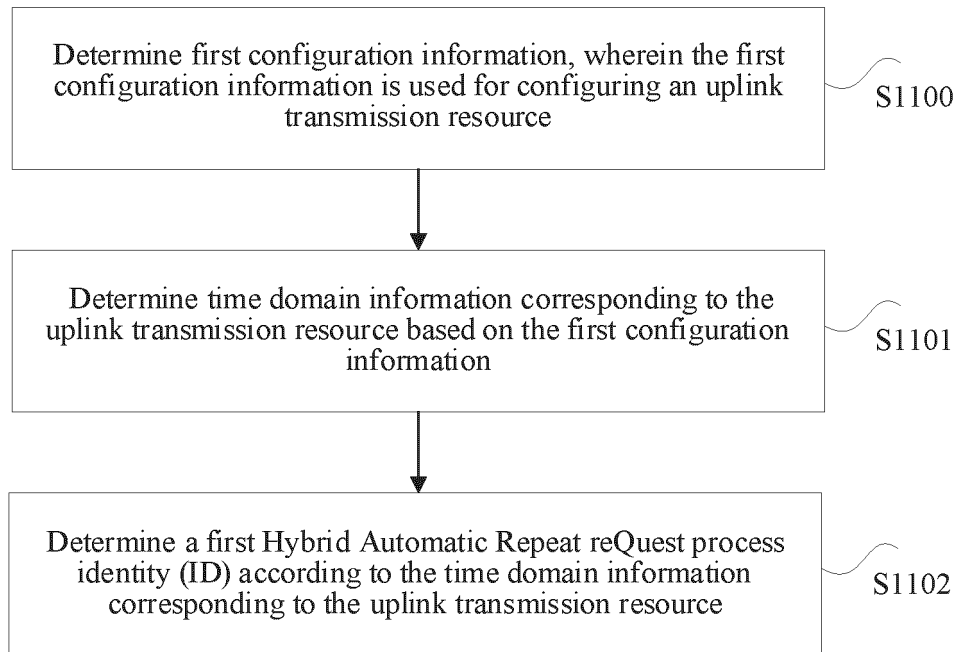 Determine first configuration information, wherein the first
configuration information is used for configuring an uplink
transmission resource
S1100
Determine time domain information corresponding to the
uplink transmission resource based on the first configuration
information
S1101
Determine a first Hybrid Automatic Repeat reQuest process
identity (ID) according to the time domain information
corresponding to the uplink transmission resource
S1102